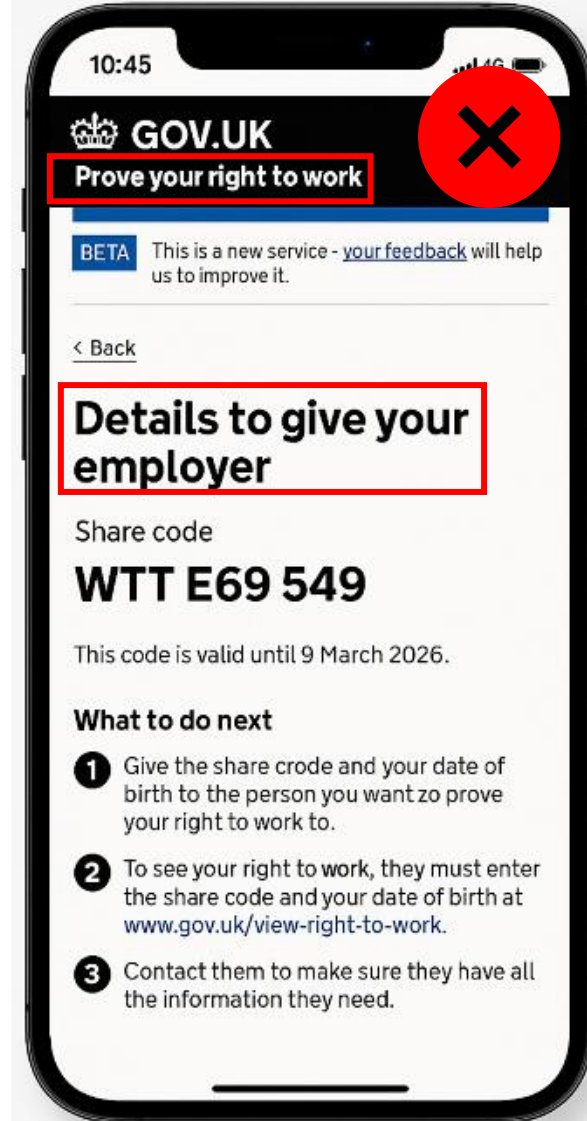 10:45
4G
GOV.UK
Prove your right to work
BETA This is a new service - your feedback will help
us to improve it.
< Back
Details to give your
employer
Share code
WTT E69 549
This code is valid until 9 March 2026.
What to do next
1 Give the share crode and your date of
birth to the person you want zo prove
your right to work to.
2 To see your right to work, they must enter
the share code and your date of birth at
www.gov.uk/view-right-to-work.
3 Contact them to make sure they have all
the information they need.